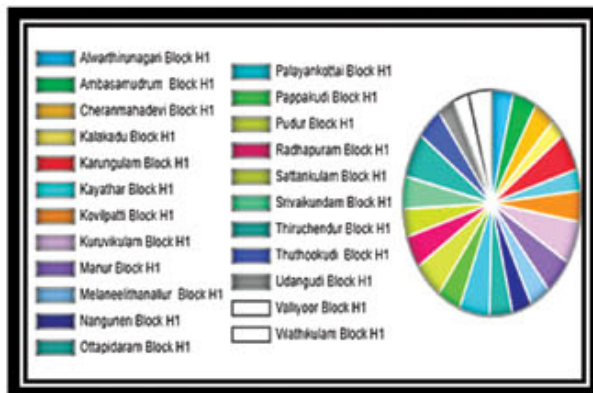 Alwarthirunagari Block H1
Ambasamudrum Block H1
Cheranmahadevi Block H1
Kalakadu Block H1
Karungulam Block H1
Kayathar Block H1
Kovilpatti Block H1
Kuruvikulam Block H1
Manur Block H1
Melaneelithanallur Block H1
Nangunen Block H1
Ottapidaram Block H1
Palayankottai Block H1
Pappakudi Block H1
Pudur Block H1
Radhapuram Block H1
Sattankulam Block H1
Srivaikundam Block H1
Thiruchendur Block H1
Thuthookudi Block H1
Udangudi Block H1
Valliyoor Block H1
Vilathikulam Block H1